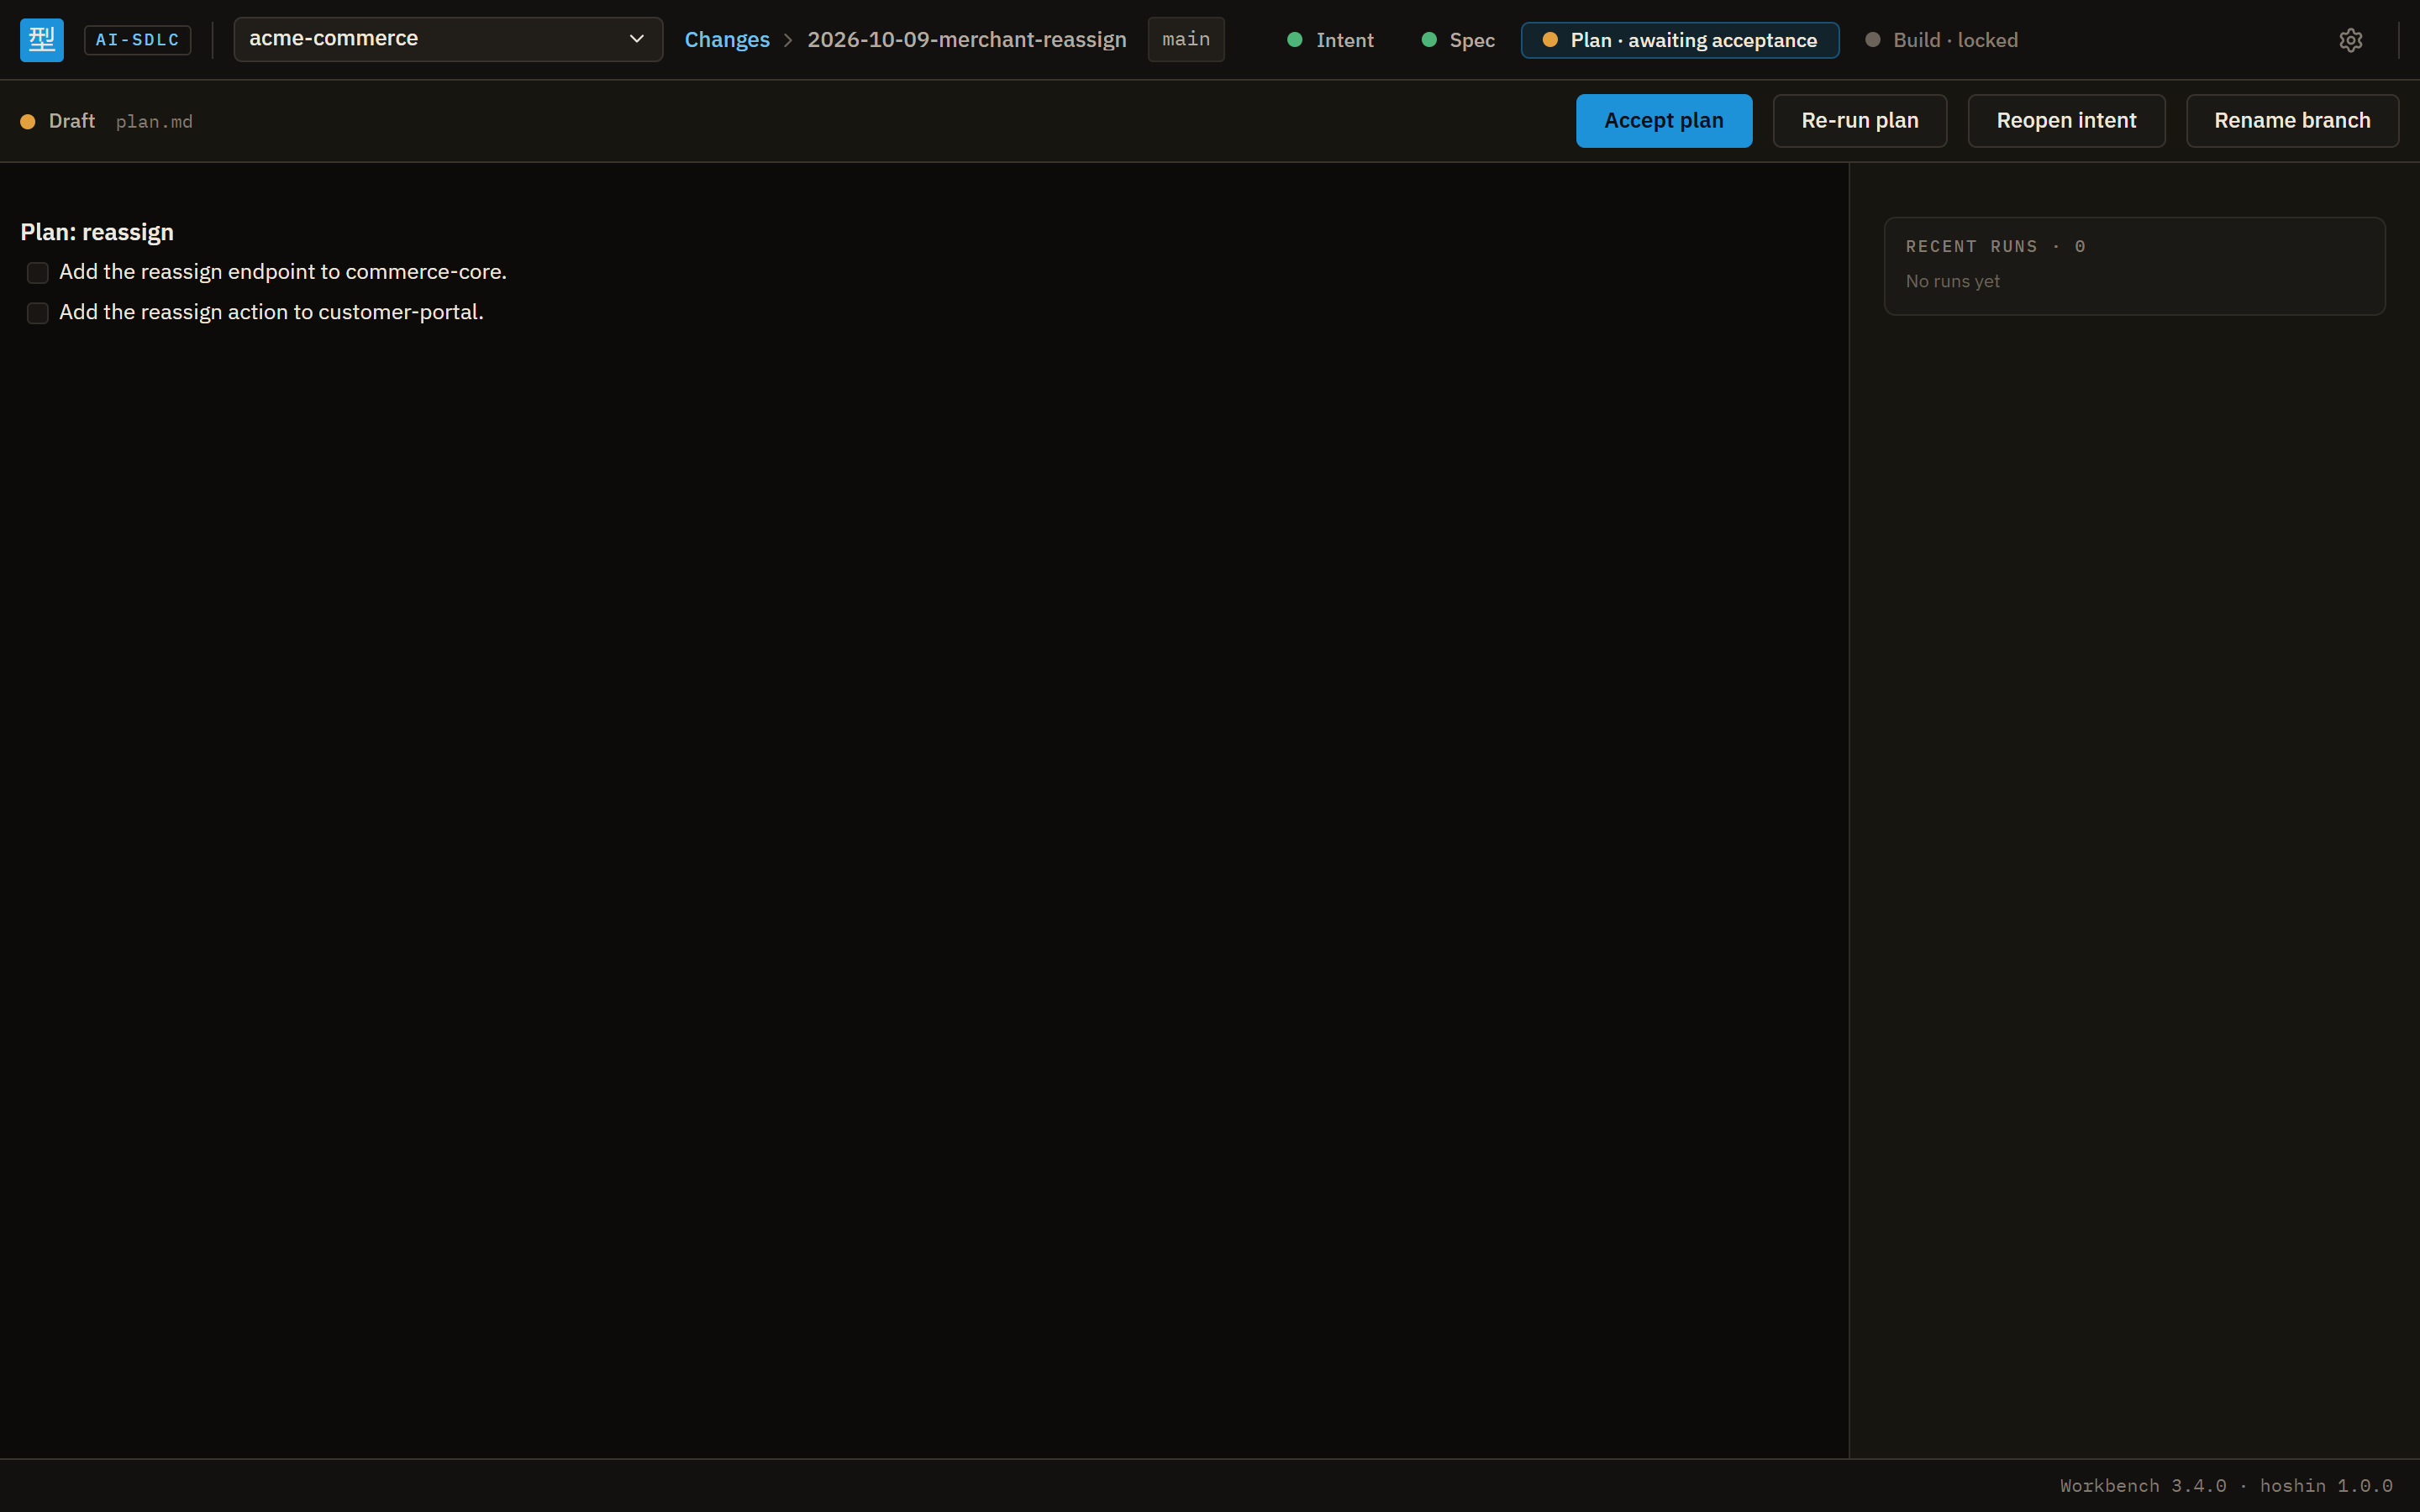 型 AI-SDLC acme-commerce Changes > 2026-10-09-merchant-reassign main Intent Spec Plan · awaiting acceptance Build · locked
Draft plan.md Accept plan Re-run plan Reopen intent Rename branch
Plan: reassign
Add the reassign endpoint to commerce-core.
Add the reassign action to customer-portal.
RECENT RUNS · 0
No runs yet
Workbench 3.4.0 · hoshin 1.0.0